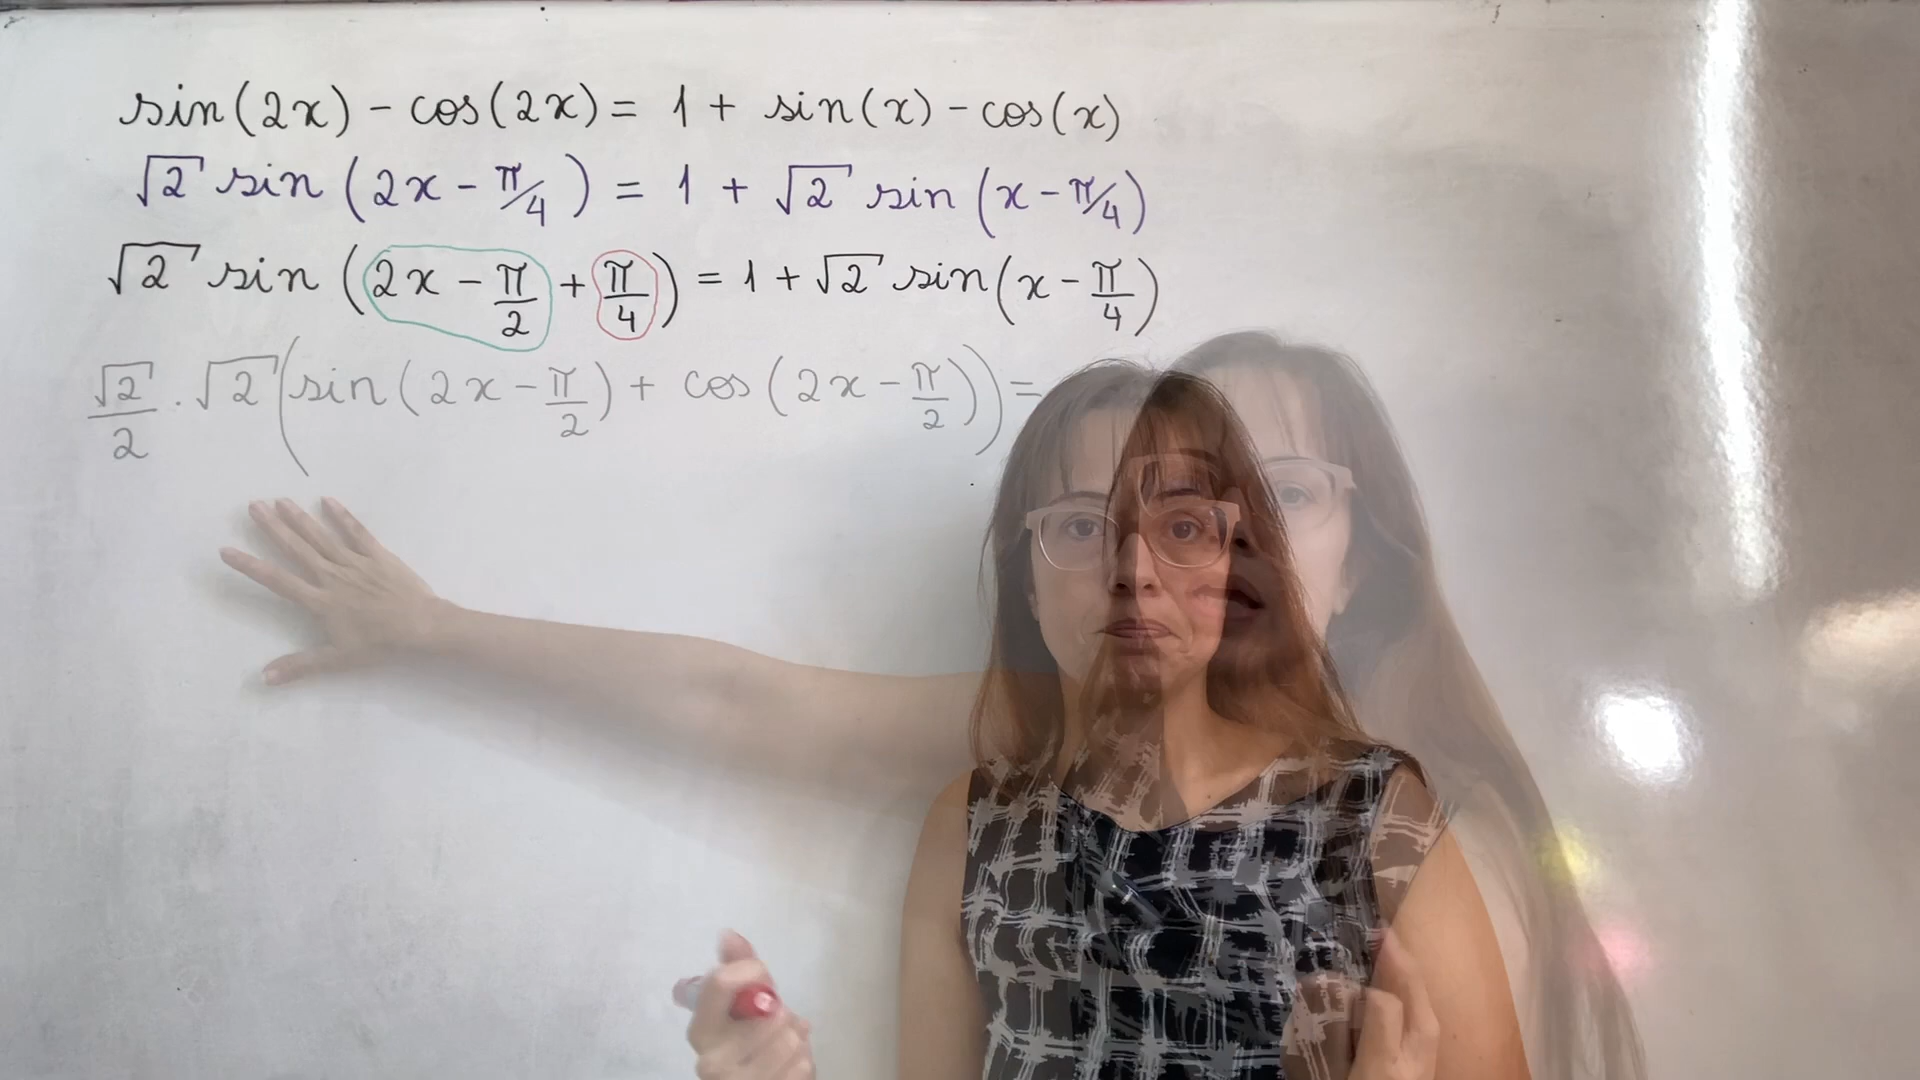 sin(2x) - cos(2x) = 1 + sin(x) - cos(x)
√2 sin (2x - π/4) = 1 + √2 sin (x - π/4)
√2 sin (2x - π/2 + π/4) = 1 + √2 sin (x - π/4)
√2/2 . √2 (sin (2x - π/2) + cos (2x - π/2)) =